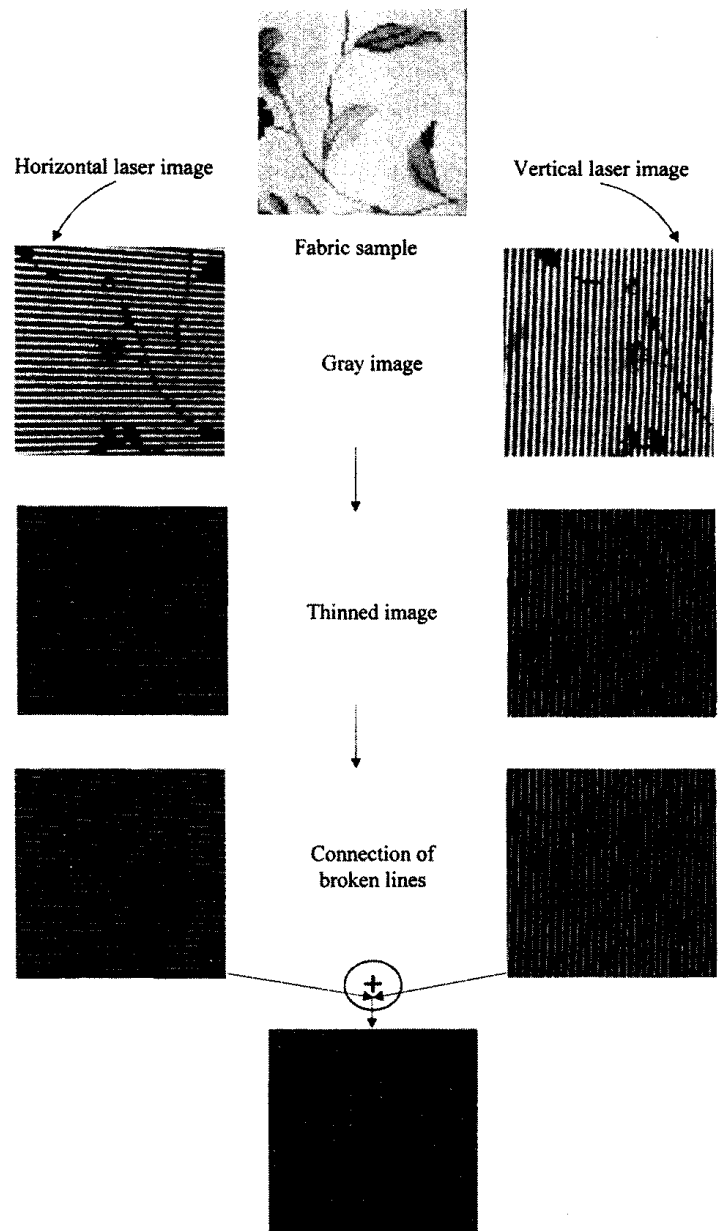 Horizontal laser image
Vertical laser image
Fabric sample
Gray image
Thinned image
Connection of
broken lines
+